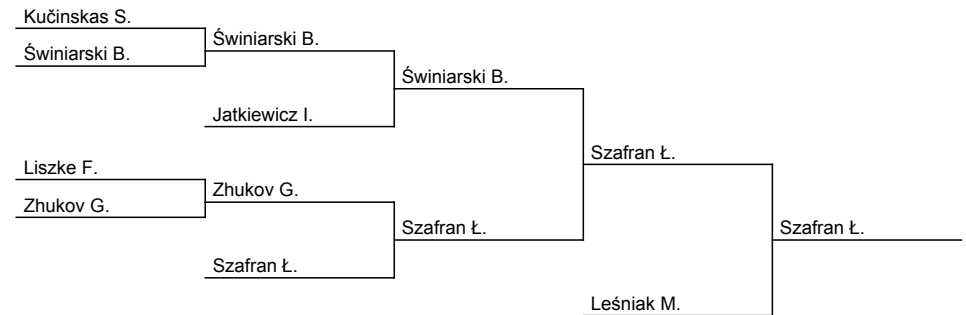 Kučinskas S.
Świniarski B.
Świniarski B.
Świniarski B.
Jatkiewicz I.
Szafran Ł.
Liszke F.
Zhukov G.
Zhukov G.
Szafran Ł.
Szafran Ł.
Szafran Ł.
Leśniak M.